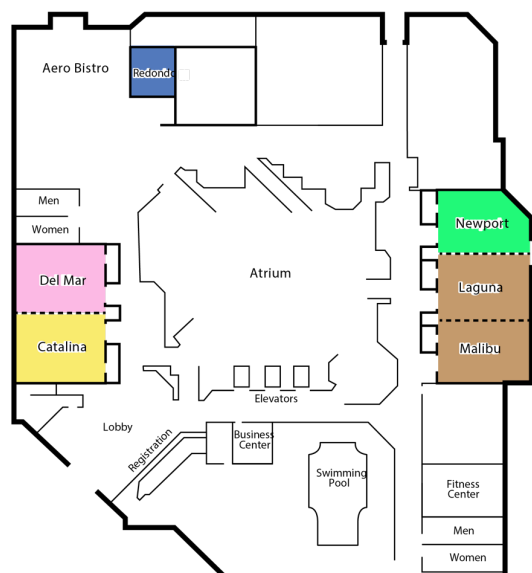 Aero Bistro
Redondo
Men
Women
Newport
Del Mar
Atrium
Laguna
Catalina
Malibu
Elevators
Lobby
Registration
Business
Center
Swimming
Pool
Fitness
Center
Men
Women